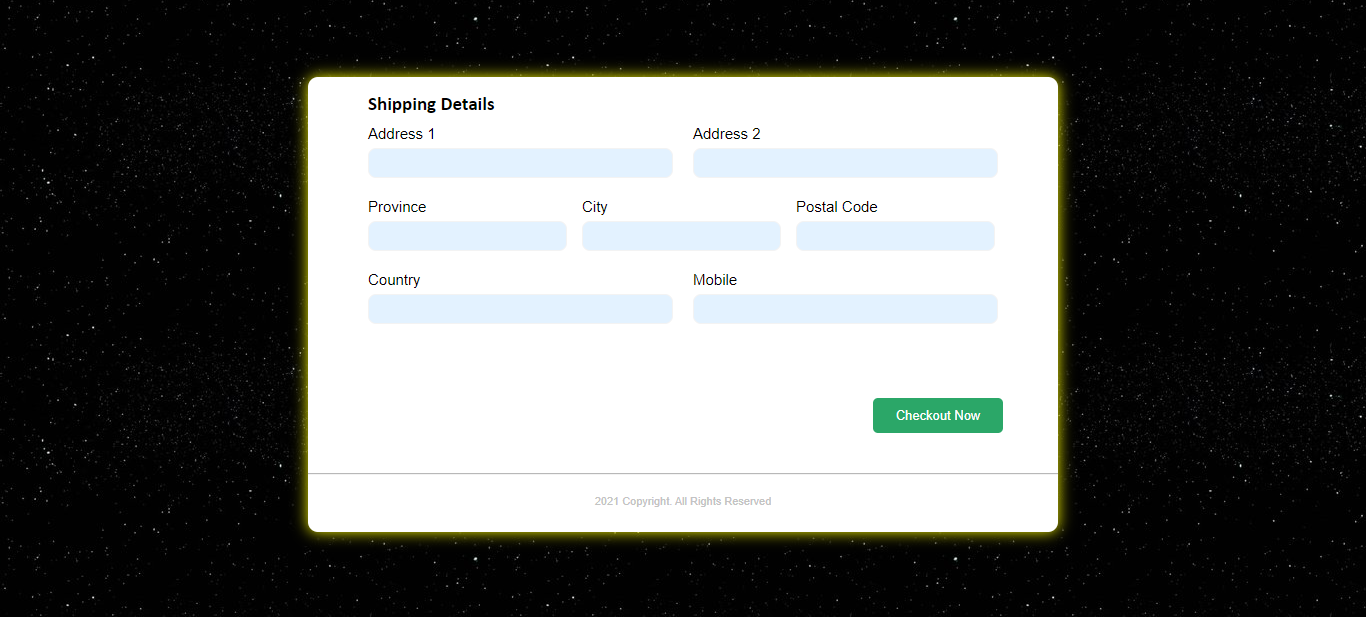 Shipping Details
Address 1 Address 2
Province City Postal Code
Country Mobile
Checkout Now
2021 Copyright. All Rights Reserved